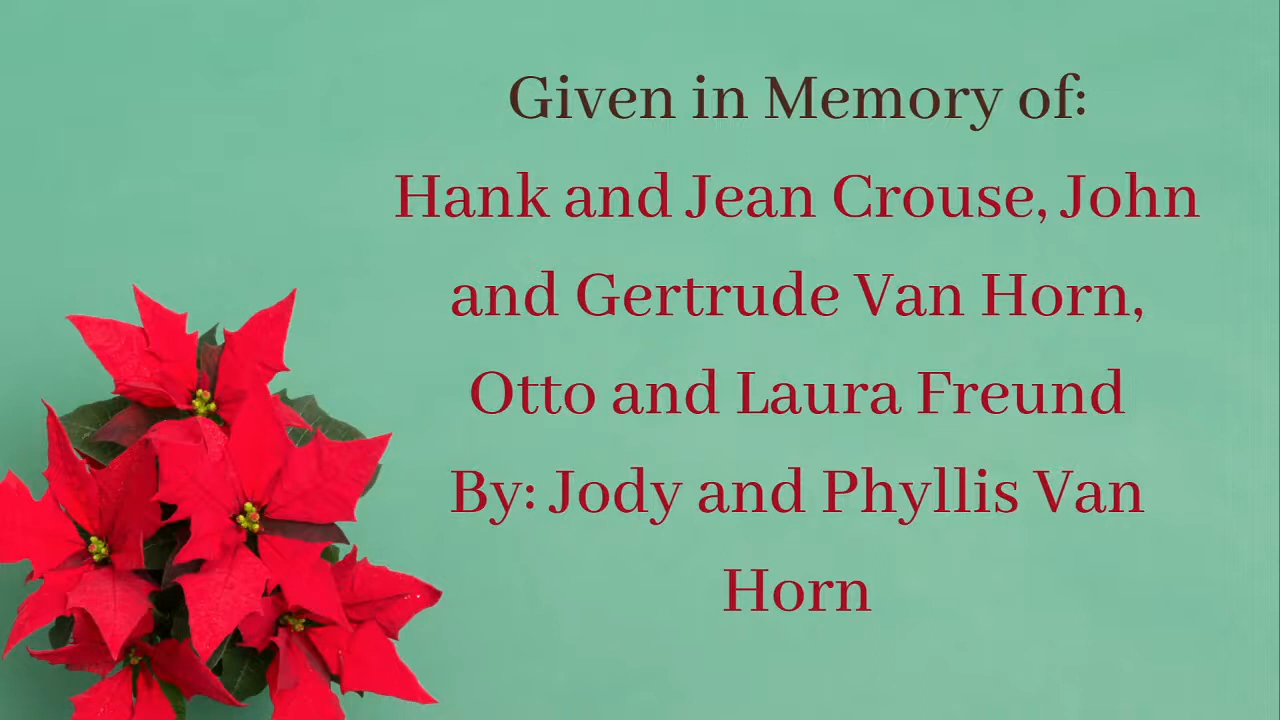 Given in Memory of:
Hank and Jean Crouse, John
and Gertrude Van Horn,
Otto and Laura Freund
By: Jody and Phyllis Van
Horn